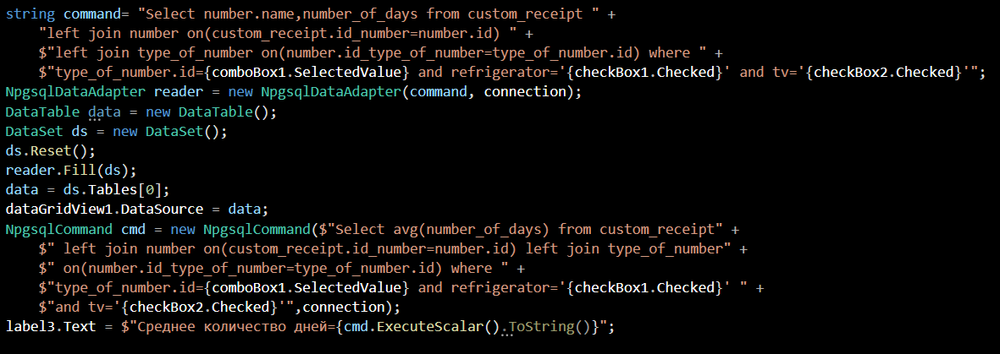 string command= "Select number.name,number_of_days from custom_receipt " +
"left join number on(custom_receipt.id_number=number.id) " +
$"left join type_of_number on(number.id_type_of_number=type_of_number.id) where " +
$"type_of_number.id={comboBox1.SelectedValue} and refrigerator='{checkBox1.Checked}' and tv='{checkBox2.Checked}'";
NpgsqlDataAdapter reader = new NpgsqlDataAdapter(command, connection);
DataTable data = new DataTable();
DataSet ds = new DataSet();
ds.Reset();
reader.Fill(ds);
data = ds.Tables[0];
dataGridView1.DataSource = data;
NpgsqlCommand cmd = new NpgsqlCommand($"Select avg(number_of_days) from custom_receipt" +
$" left join number on(custom_receipt.id_number=number.id) left join type_of_number" +
$" on(number.id_type_of_number=type_of_number.id) where " +
$"type_of_number.id={comboBox1.SelectedValue} and refrigerator='{checkBox1.Checked}' " +
$"and tv='{checkBox2.Checked}'",connection);
label3.Text = $"Среднее количество дней={cmd.ExecuteScalar().ToString()}";